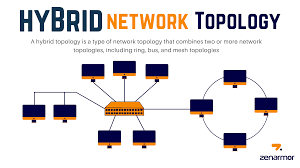 HYBRID NETWORK TOPOLOGY
A hybrid topology is a type of network topology that combines two or more network
topologies, including ring, bus, and mesh topologies
zenarmor